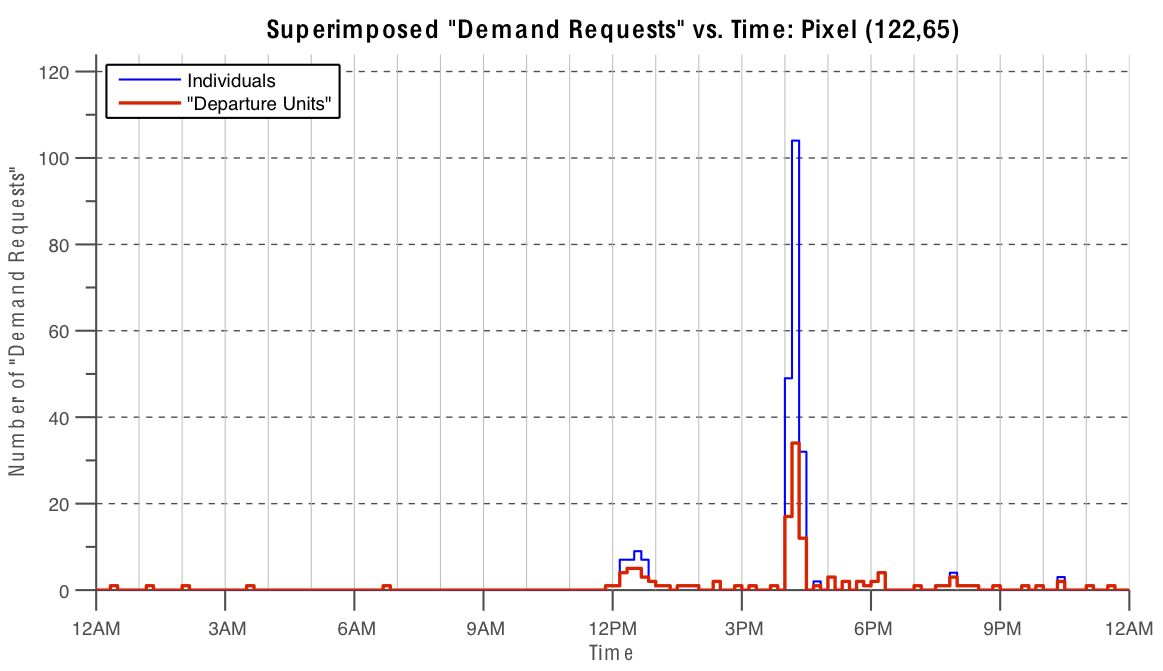 Superimposed "Demand Requests" vs. Time: Pixel (122,65)
Individuals
"Departure Units"
120
100
80
60
40
20
0
Number of "Demand Requests"
12AM 3AM 6AM 9AM 12PM 3PM 6PM 9PM 12AM
Time